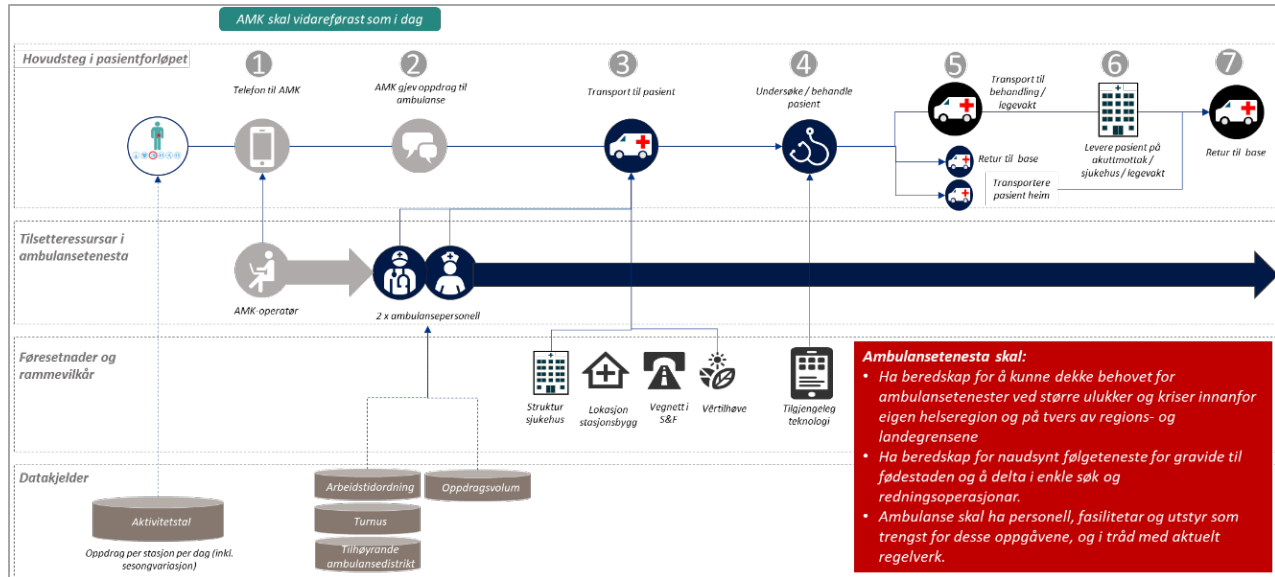 AMK skal vidareførast som i dag
Hovudsteg i pasientforløpet
1
2
3
4
5
6
7
Telefon til AMK
AMK gjev oppdrag til
ambulanse
Transport til pasient
Undersøke / behandle
pasient
Transport til
behandling /
legevakt
Levere pasient på
akuttmottak /
sjukehus / legevakt
Retur til base
Retur til base
Transportere
pasient heim
Tilsetteressursar i
ambulansetenesta
AMK-operatør
2 x ambulansepersonell
Føresetnader og
rammevilkår
Struktur
sjukehus
Lokasjon
stasjonsbygg
Vegnett i
S&F
Vêrtilhøve
Tilgjengeleg
teknologi
Ambulansetenesta skal:
• Ha beredskap for å kunne dekke behovet for
ambulansetenester ved større ulukker og kriser innanfor
eigen helseregion og på tvers av regions- og
landegrensene
• Ha beredskap for naudsynt følgeteneste for gravide til
fødestaden og å delta i enkle søk og
redningsoperasjonar.
• Ambulanse skal ha personell, fasilitetar og utstyr som
trengst for desse oppgåvene, og i tråd med aktuelt
regelverk.
Datakjelder
Aktivitetstal
Oppdrag per stasjon per dag (inkl.
sesongvariasjon)
Arbeidstidordning
Turnus
Tilhøyrande
ambulansedistrikt
Oppdragsvolum